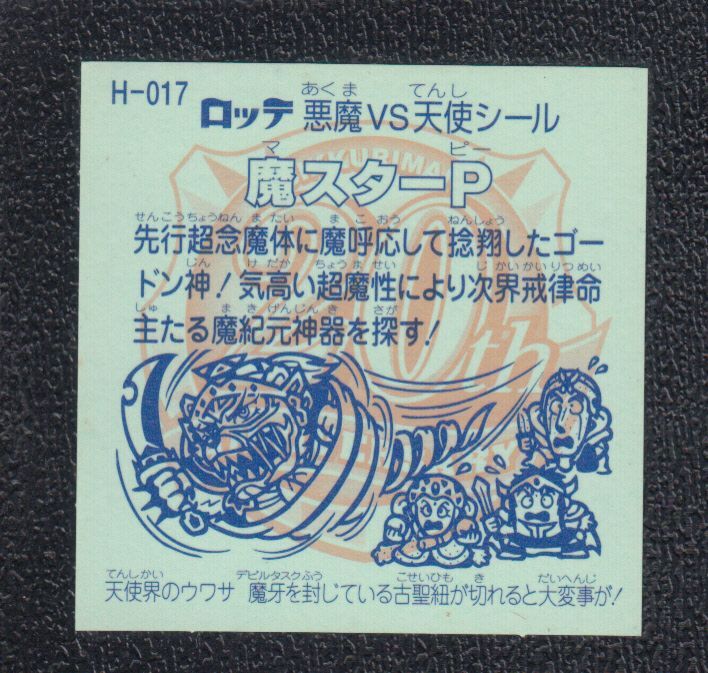 H-017
あくま てんし
ロッテ 悪魔VS天使シール
マ ピー
魔スターP
せんこうちょうねん ま たい ま こ おう ねんしょう
先行超念魔体に魔呼応して捻翔したゴー
じん け だか ちょう ま せい じ かいかいりつめい
ドン神!気高い超魔性により次界戒律命
しゅ ま き げんじん き さが
主たる魔紀元神器を探す!
てんしかい デビルタスクふう こせいひも き だいへんじ
天使界のウワサ 魔牙を封じている古聖紐が切れると大変事が!